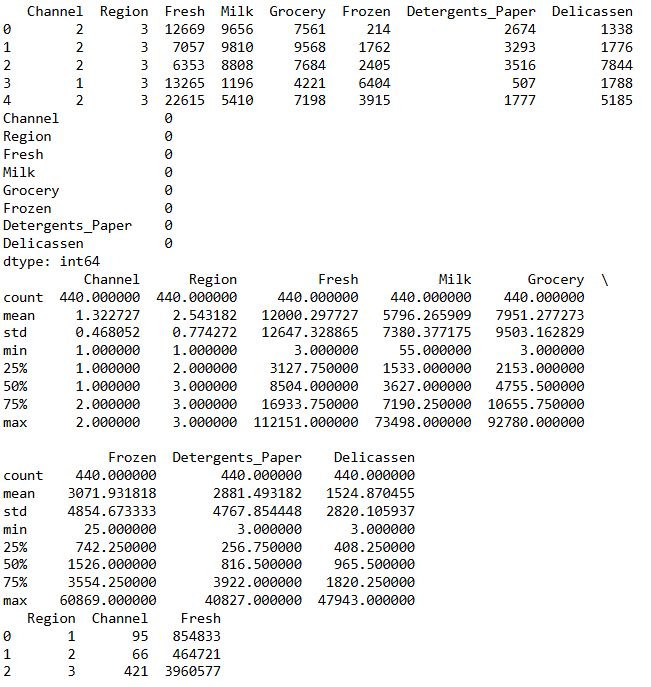 Channel Region Fresh Milk Grocery Frozen Detergents_Paper Delicassen
0 2 3 12669 9656 7561 214 2674 1338
1 2 3 7057 9810 9568 1762 3293 1776
2 2 3 6353 8808 7684 2405 3516 7844
3 1 3 13265 1196 4221 6404 507 1788
4 2 3 22615 5410 7198 3915 1777 5185
Channel 0
Region 0
Fresh 0
Milk 0
Grocery 0
Frozen 0
Detergents_Paper 0
Delicassen 0
dtype: int64
Channel Region Fresh Milk Grocery \
count 440.000000 440.000000 440.000000 440.000000 440.000000
mean 1.322727 2.543182 12000.297727 5796.265909 7951.277273
std 0.468052 0.774272 12647.328865 7380.377175 9503.162829
min 1.000000 1.000000 3.000000 55.000000 3.000000
25% 1.000000 2.000000 3127.750000 1533.000000 2153.000000
50% 1.000000 3.000000 8504.000000 3627.000000 4755.500000
75% 2.000000 3.000000 16933.750000 7190.250000 10655.750000
max 2.000000 3.000000 112151.000000 73498.000000 92780.000000
Frozen Detergents_Paper Delicassen
count 440.000000 440.000000 440.000000
mean 3071.931818 2881.493182 1524.870455
std 4854.673333 4767.854448 2820.105937
min 25.000000 3.000000 3.000000
25% 742.250000 256.750000 408.250000
50% 1526.000000 816.500000 965.500000
75% 3554.250000 3922.000000 1820.250000
max 60869.000000 40827.000000 47943.000000
Region Channel Fresh
0 1 95 854833
1 2 66 464721
2 3 421 3960577